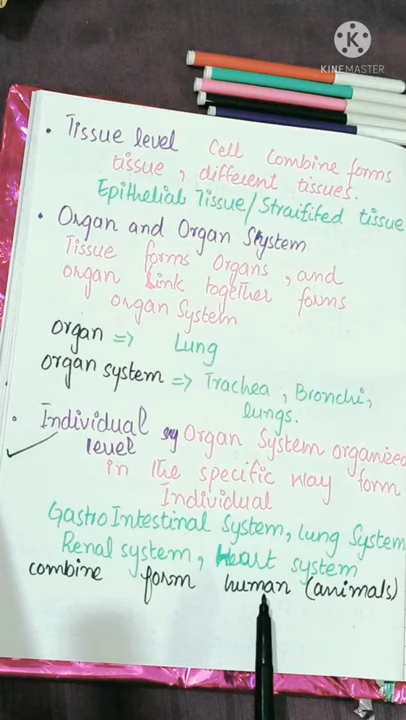 KINEMASTER
• Tissue level Cell Combine forms
tissue, different tissues.
Epithelial Tissue/Straifited tissue
• Organ and Organ System
Tissue forms Organs, and
organ link together forms
organ System
organ => Lung
organ system => Trachea, Bronchi,
lungs.
• Individual Organ System organized
level in the specific way form
Individual
Gastro Intestinal System, lung System
Renal system, Heart system
combine form human (animals)